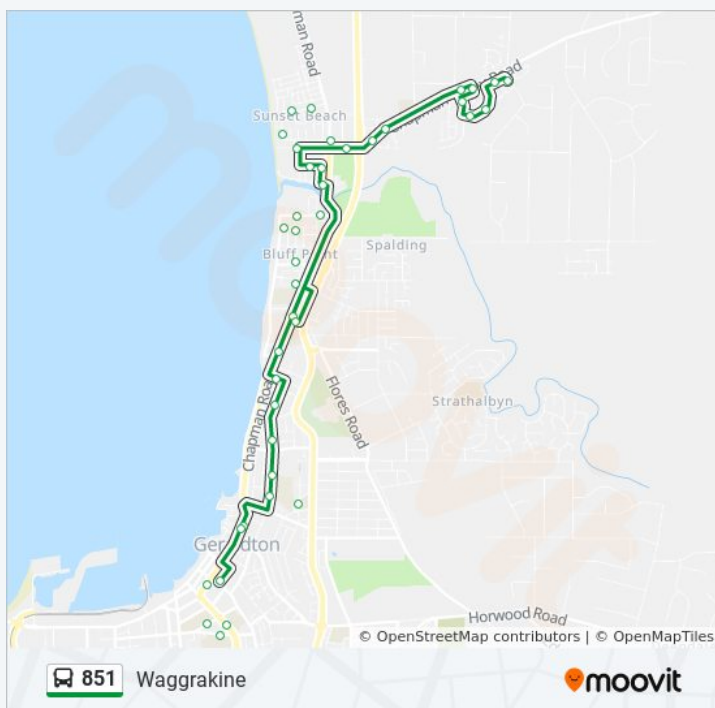 man Road
Sunset Beach
Chapman Road
Spalding
Bluff Point
Flores Road
Strathalbyn
Chapman Road
Geraldton
Horwood Road
© OpenStreetMap contributors | © OpenMapTiles
851 Waggrakine
moovit
moovit